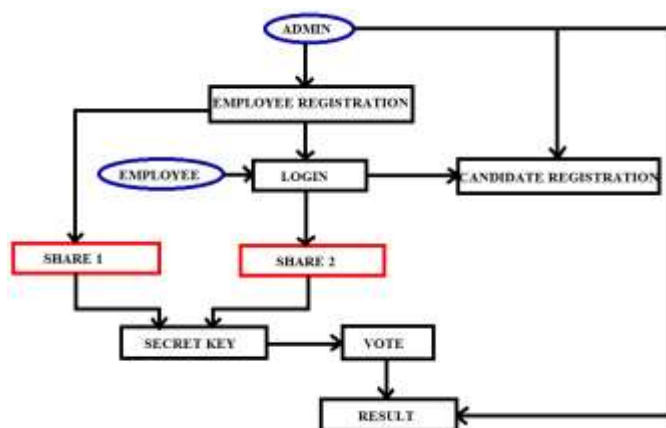 ADMIN
EMPLOYEE REGISTRATION
EMPLOYEE
LOGIN
CANDIDATE REGISTRATION
SHARE 1
SHARE 2
SECRET KEY
VOTE
RESULT